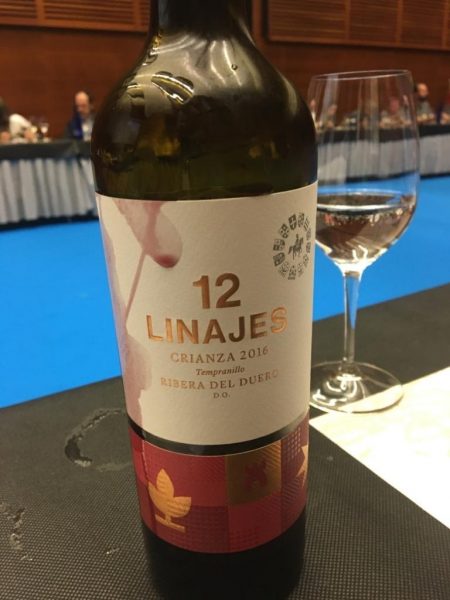 12
LINAJES
CRIANZA 2016
Tempranillo
RIBERA DEL DUERO
D.O.